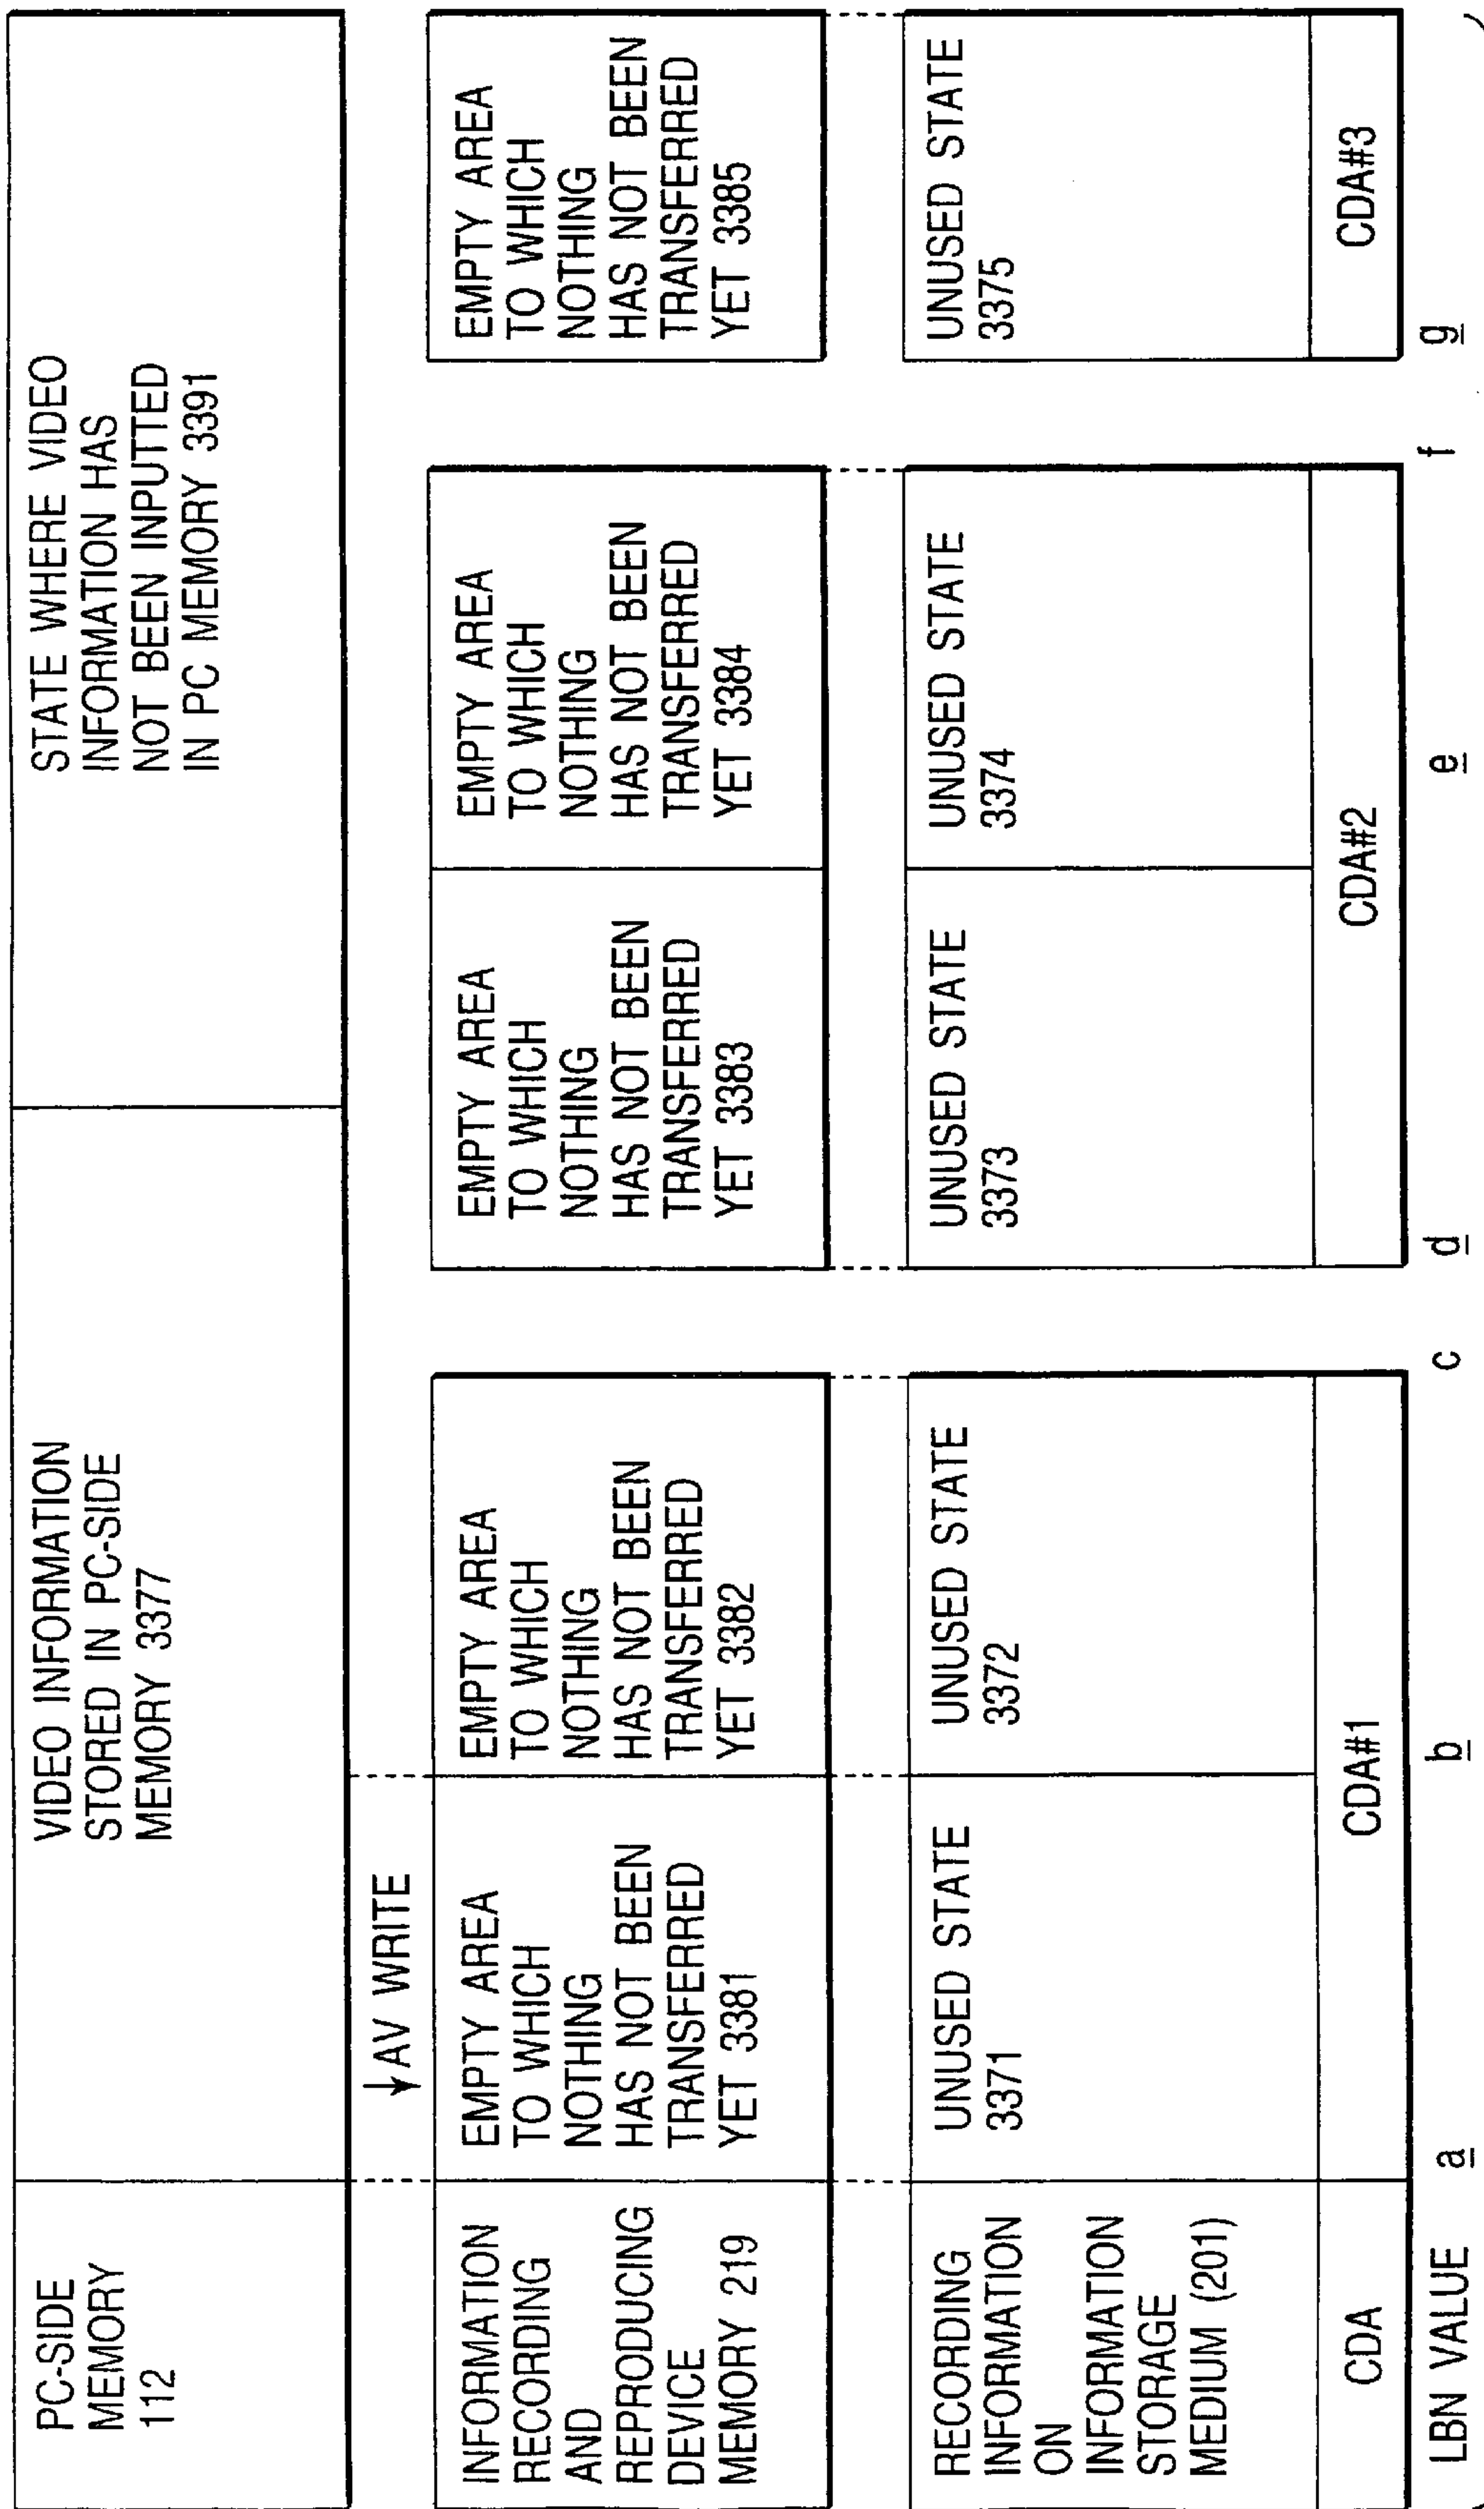 PC-SIDE
MEMORY
112
VIDEO INFORMATION
STORED IN PC-SIDE
MEMORY 3377
STATE WHERE VIDEO
INFORMATION HAS
NOT BEEN INPUTTED
IN PC MEMORY 3391
↓AV WRITE
INFORMATION
RECORDING
AND
REPRODUCING
DEVICE
MEMORY 219
EMPTY AREA
TO WHICH
NOTHING
HAS NOT BEEN
TRANSFERRED
YET 3381
EMPTY AREA
TO WHICH
NOTHING
HAS NOT BEEN
TRANSFERRED
YET 3382
EMPTY AREA
TO WHICH
NOTHING
HAS NOT BEEN
TRANSFERRED
YET 3383
EMPTY AREA
TO WHICH
NOTHING
HAS NOT BEEN
TRANSFERRED
YET 3384
EMPTY AREA
TO WHICH
NOTHING
HAS NOT BEEN
TRANSFERRED
YET 3385
RECORDING
INFORMATION
ON
INFORMATION
STORAGE
MEDIUM (201)
UNUSED STATE
3371
UNUSED STATE
3372
UNUSED STATE
3373
UNUSED STATE
3374
UNUSED STATE
3375
CDA
CDA#1
CDA#2
CDA#3
LBN VALUE
a
b
c
d
e
f
g